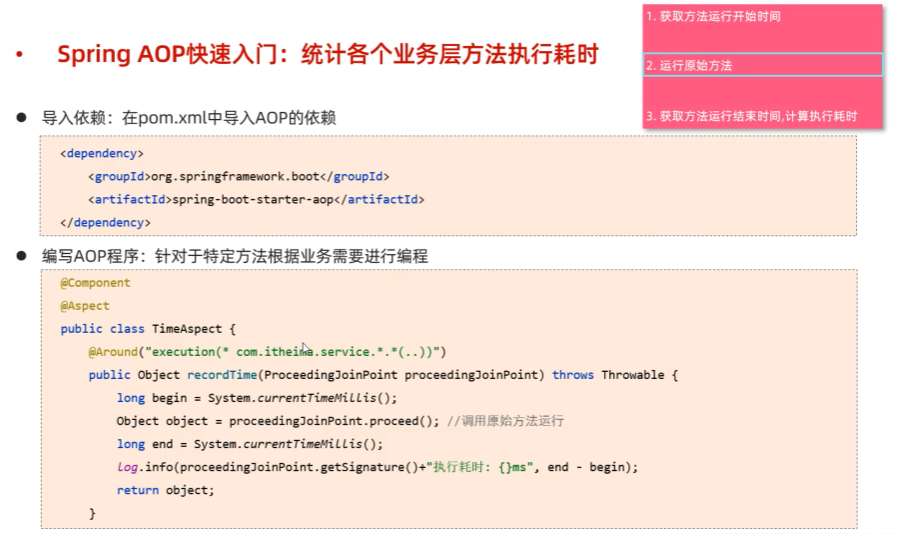 • Spring AOP快速入门：统计各个业务层方法执行耗时
1. 获取方法运行开始时间
2. 运行原始方法
3. 获取方法运行结束时间,计算执行耗时
● 导入依赖：在pom.xml中导入AOP的依赖
<dependency>
<groupId>org.springframework.boot</groupId>
<artifactId>spring-boot-starter-aop</artifactId>
</dependency>
● 编写AOP程序：针对于特定方法根据业务需要进行编程
@Component
@Aspect
public class TimeAspect {
@Around("execution(* com.itheima.service.*.*(..))")
public Object recordTime(ProceedingJoinPoint proceedingJoinPoint) throws Throwable {
long begin = System.currentTimeMillis();
Object object = proceedingJoinPoint.proceed(); //调用原始方法运行
long end = System.currentTimeMillis();
log.info(proceedingJoinPoint.getSignature()+"执行耗时: {}ms", end - begin);
return object;
}